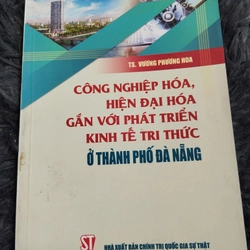 TS. VƯƠNG PHƯƠNG HOA
CÔNG NGHIỆP HÓA,
HIỆN ĐẠI HÓA
GẮN VỚI PHÁT TRIỂN
KINH TẾ TRI THỨC
Ở THÀNH PHỐ ĐÀ NẴNG
ST
NHÀ XUẤT BẢN CHÍNH TRỊ QUỐC GIA SỰ THẬT